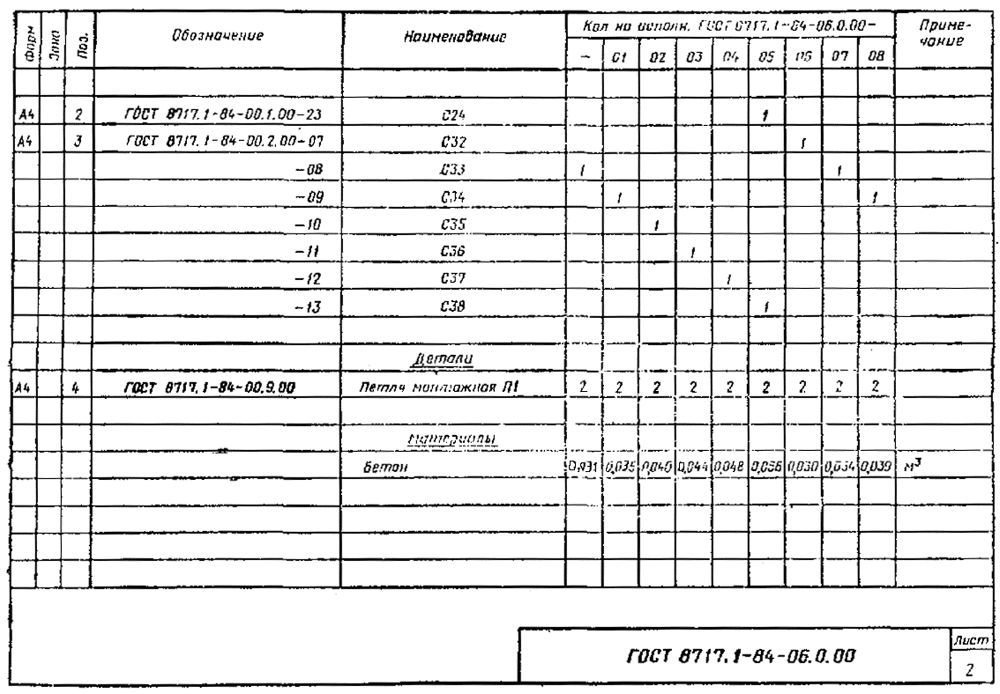 Форм Зона Поз. Обозначение Наименование Кол на исполн. ГОСТ 8717.1-84-06.0.00- Приме-
чание
- 01 02 03 04 05 06 07 08
А4 2 ГОСТ 8717.1-84-00.1.00-23 С24 1
А4 3 ГОСТ 8717.1-84-00.2.00-07 С32 1
-08 С33 1 1
-09 С34 1 1
-10 С35 1
-11 С36 1
-12 С37 1
-13 С38 1
Детали
А4 4 ГОСТ 8717.1-84-00.9.00 Петля монтажная П1 2 2 2 2 2 2 2 2 2
Материалы
Бетон 0,031 0,035 0,040 0,044 0,048 0,030 0,034 0,039 м³
Лист
ГОСТ 8717.1-84-06.0.00
2